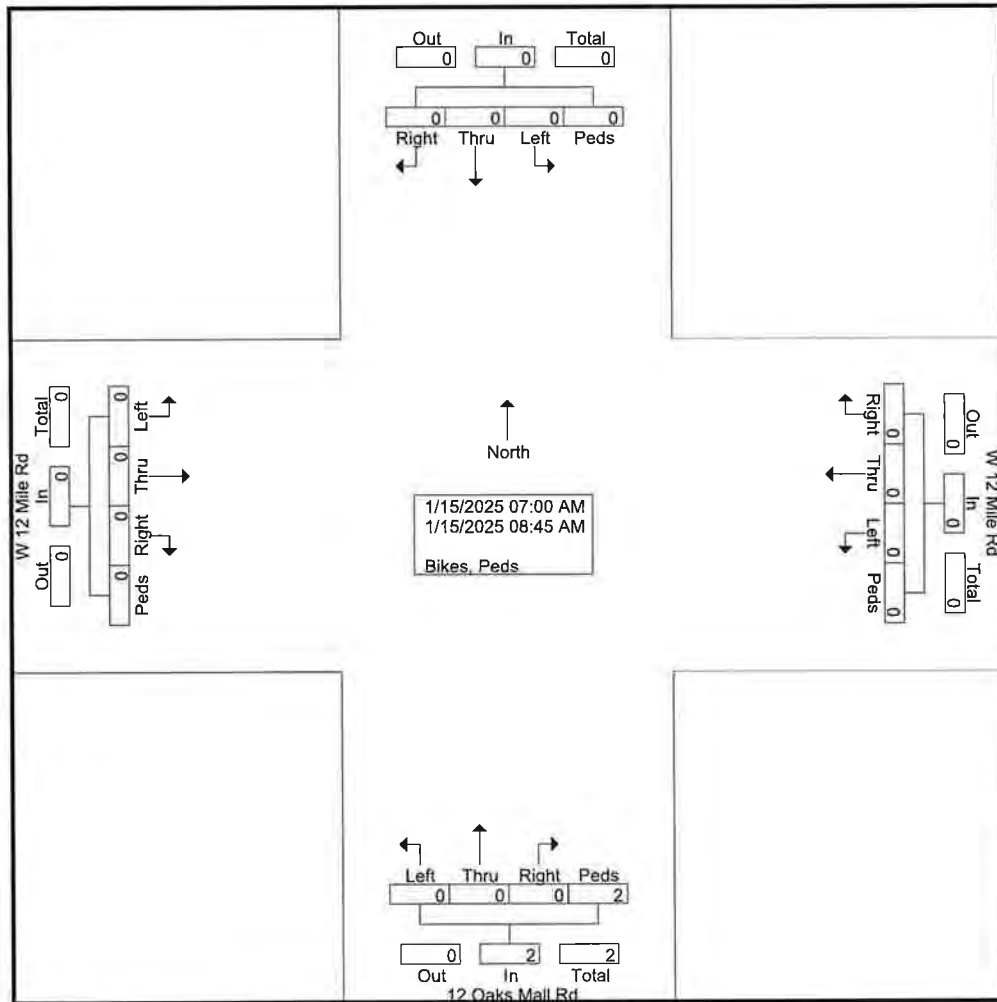 Out In Total
0 0 0
0 0 0 0
Right Thru Left Peds
W 12 Mile Rd
Total In Out
0 0 0
0 0 0 0
Left Thru Right Peds
North
1/15/2025 07:00 AM
1/15/2025 08:45 AM
Bikes, Peds
Right Thru Left Peds
0 0 0 0
Out In Total
0 0 0
W 12 Mile Rd
Left Thru Right Peds
0 0 0 2
0 2 2
Out In Total
12 Oaks Mall Rd